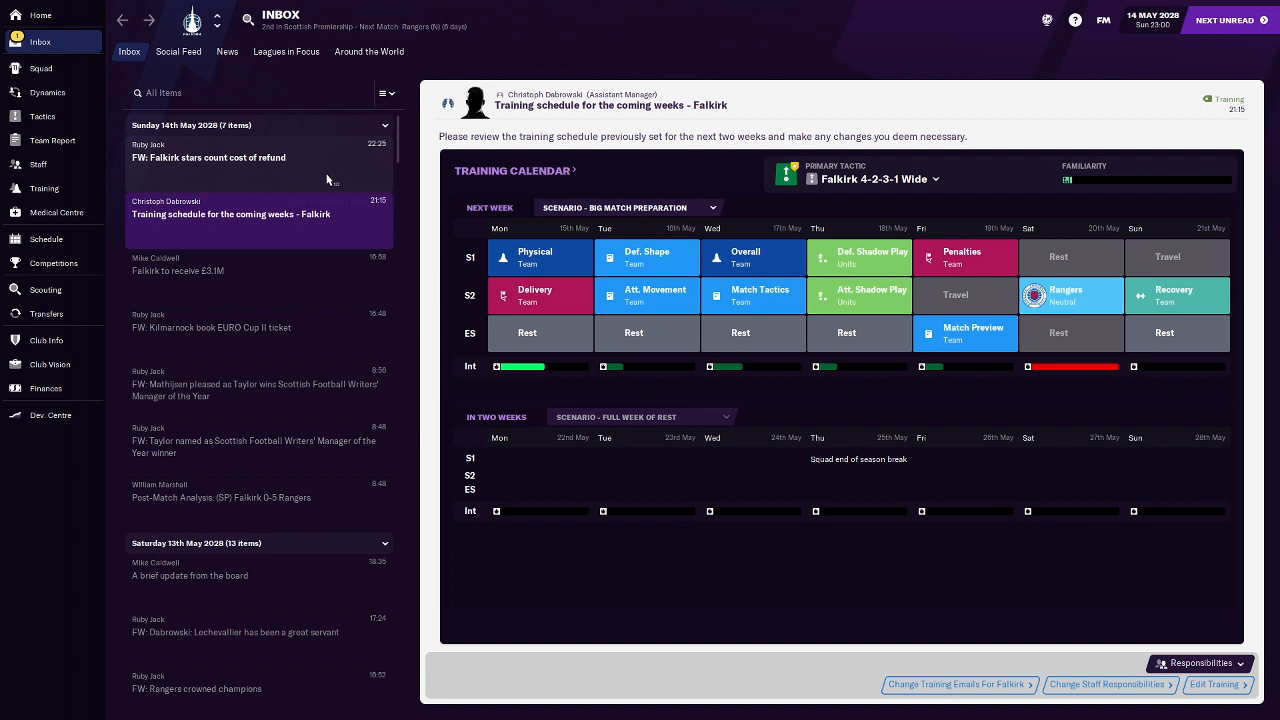 Home
INBOX
2nd in Scottish Premiership - Next Match: Rangers (N) (6 days)
FALKIRK
FM
14 MAY 2028
Sun 23:00
NEXT UNREAD
1
Inbox
Squad
Dynamics
Tactics
Team Report
Staff
Training
Medical Centre
Schedule
Competitions
Scouting
Transfers
Club Info
Club Vision
Finances
Dev. Centre
Inbox
Social Feed
News
Leagues in Focus
Around the World
All Items
Sunday 14th May 2028 (7 items)
Ruby Jack 22:25
FW: Falkirk stars count cost of refund
Christoph Dabrowski 21:15
Training schedule for the coming weeks - Falkirk
Mike Caldwell 16:58
Falkirk to receive £3.1M
Ruby Jack 16:48
FW: Kilmarnock book EURO Cup II ticket
Ruby Jack 8:56
FW: Mathijsen pleased as Taylor wins Scottish Football Writers'
Manager of the Year
Ruby Jack 8:48
FW: Taylor named as Scottish Football Writers' Manager of the
Year winner
William Marshall 8:48
Post-Match Analysis: (SP) Falkirk 0-5 Rangers
Saturday 13th May 2028 (13 items)
Mike Caldwell 18:35
A brief update from the board
Ruby Jack 17:24
FW: Dabrowski: Lechevallier has been a great servant
Ruby Jack 16:52
FW: Rangers crowned champions
Christoph Dabrowski (Assistant Manager)
Training schedule for the coming weeks - Falkirk
Training
21:15
Please review the training schedule previously set for the next two weeks and make any changes you deem necessary.
TRAINING CALENDAR
PRIMARY TACTIC
Falkirk 4-2-3-1 Wide
FAMILIARITY
NEXT WEEK SCENARIO - BIG MATCH PREPARATION
Mon 15th May Tue 16th May Wed 17th May Thu 18th May Fri 19th May Sat 20th May Sun 21st May
S1 Physical Def. Shape Overall Def. Shadow Play Penalties Rest Travel
Team Team Team Units Team
S2 Delivery Att. Movement Match Tactics Att. Shadow Play Travel Rangers Recovery
Team Team Team Units Neutral Team
ES Rest Rest Rest Rest Match Preview Rest Rest
Team
Int
IN TWO WEEKS SCENARIO - FULL WEEK OF REST
Mon 22nd May Tue 23rd May Wed 24th May Thu 25th May Fri 26th May Sat 27th May Sun 28th May
S1 Squad end of season break
S2
ES
Int
Responsibilities
Change Training Emails For Falkirk
Change Staff Responsibilities
Edit Training